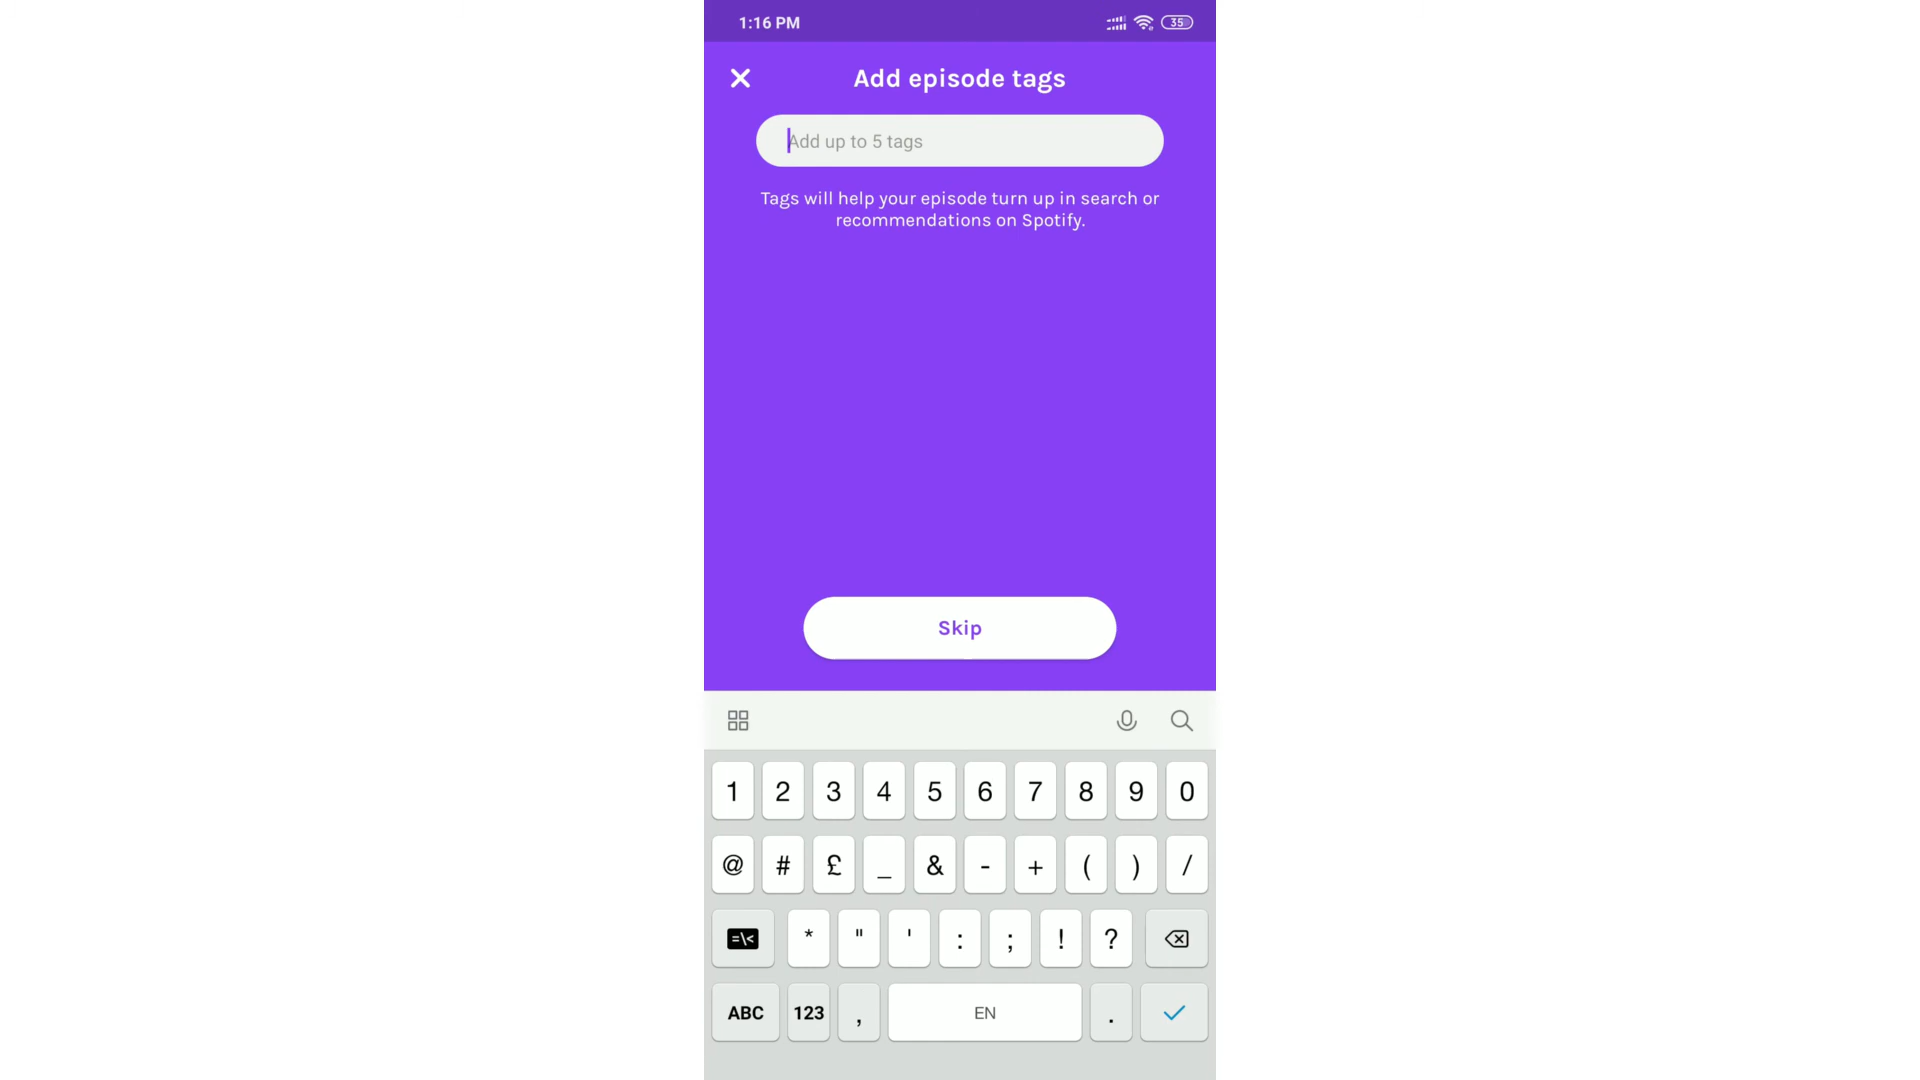 1:16 PM 35
Add episode tags
Add up to 5 tags
Tags will help your episode turn up in search or
recommendations on Spotify.
Skip
1 2 3 4 5 6 7 8 9 0
@ # £ _ & - + ( ) /
=\< * " ' : ; ! ?
ABC 123 , EN .